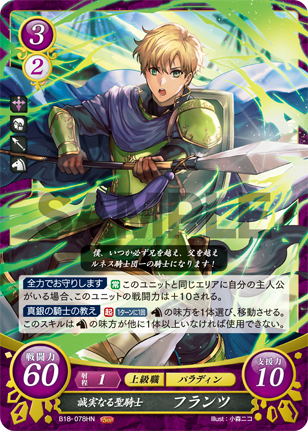 3
2
SAMPLE
僕、いつか必ず兄を越え、父を越え
ルネス騎士団一の騎士になります!
全力でお守りします 常 このユニットと同じエリアに自分の主人公
がいる場合、このユニットの戦闘力は+10される。
真銀の騎士の教え 起 1ターンに1回 の味方を1体選び、移動させる。
このスキルは の味方が他に1体以上いなければ使用できない。
戦闘力
60
射程 1 上級職 パラディン
支援力
10
誠実なる聖騎士 フランツ
B18-078HN
Illust:小森ニコ